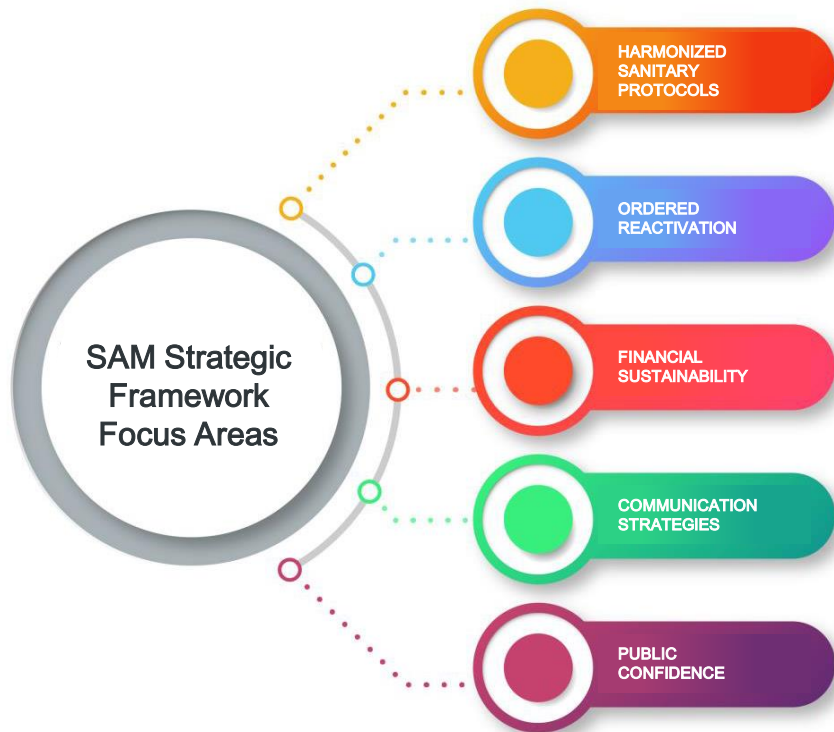 SAM Strategic
Framework
Focus Areas
HARMONIZED
SANITARY
PROTOCOLS
ORDERED
REACTIVATION
FINANCIAL
SUSTAINABILITY
COMMUNICATION
STRATEGIES
PUBLIC
CONFIDENCE